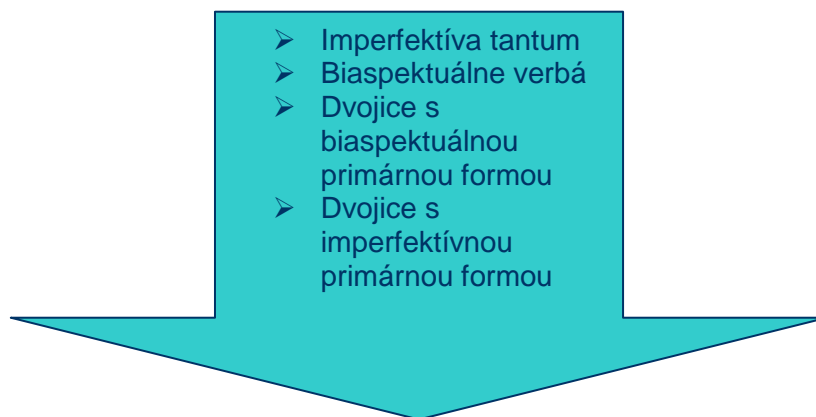 ➢ Imperfektíva tantum
➢ Biaspektuálne verbá
➢ Dvojice s
biaspektuálnou
primárnou formou
➢ Dvojice s
imperfektívnou
primárnou formou